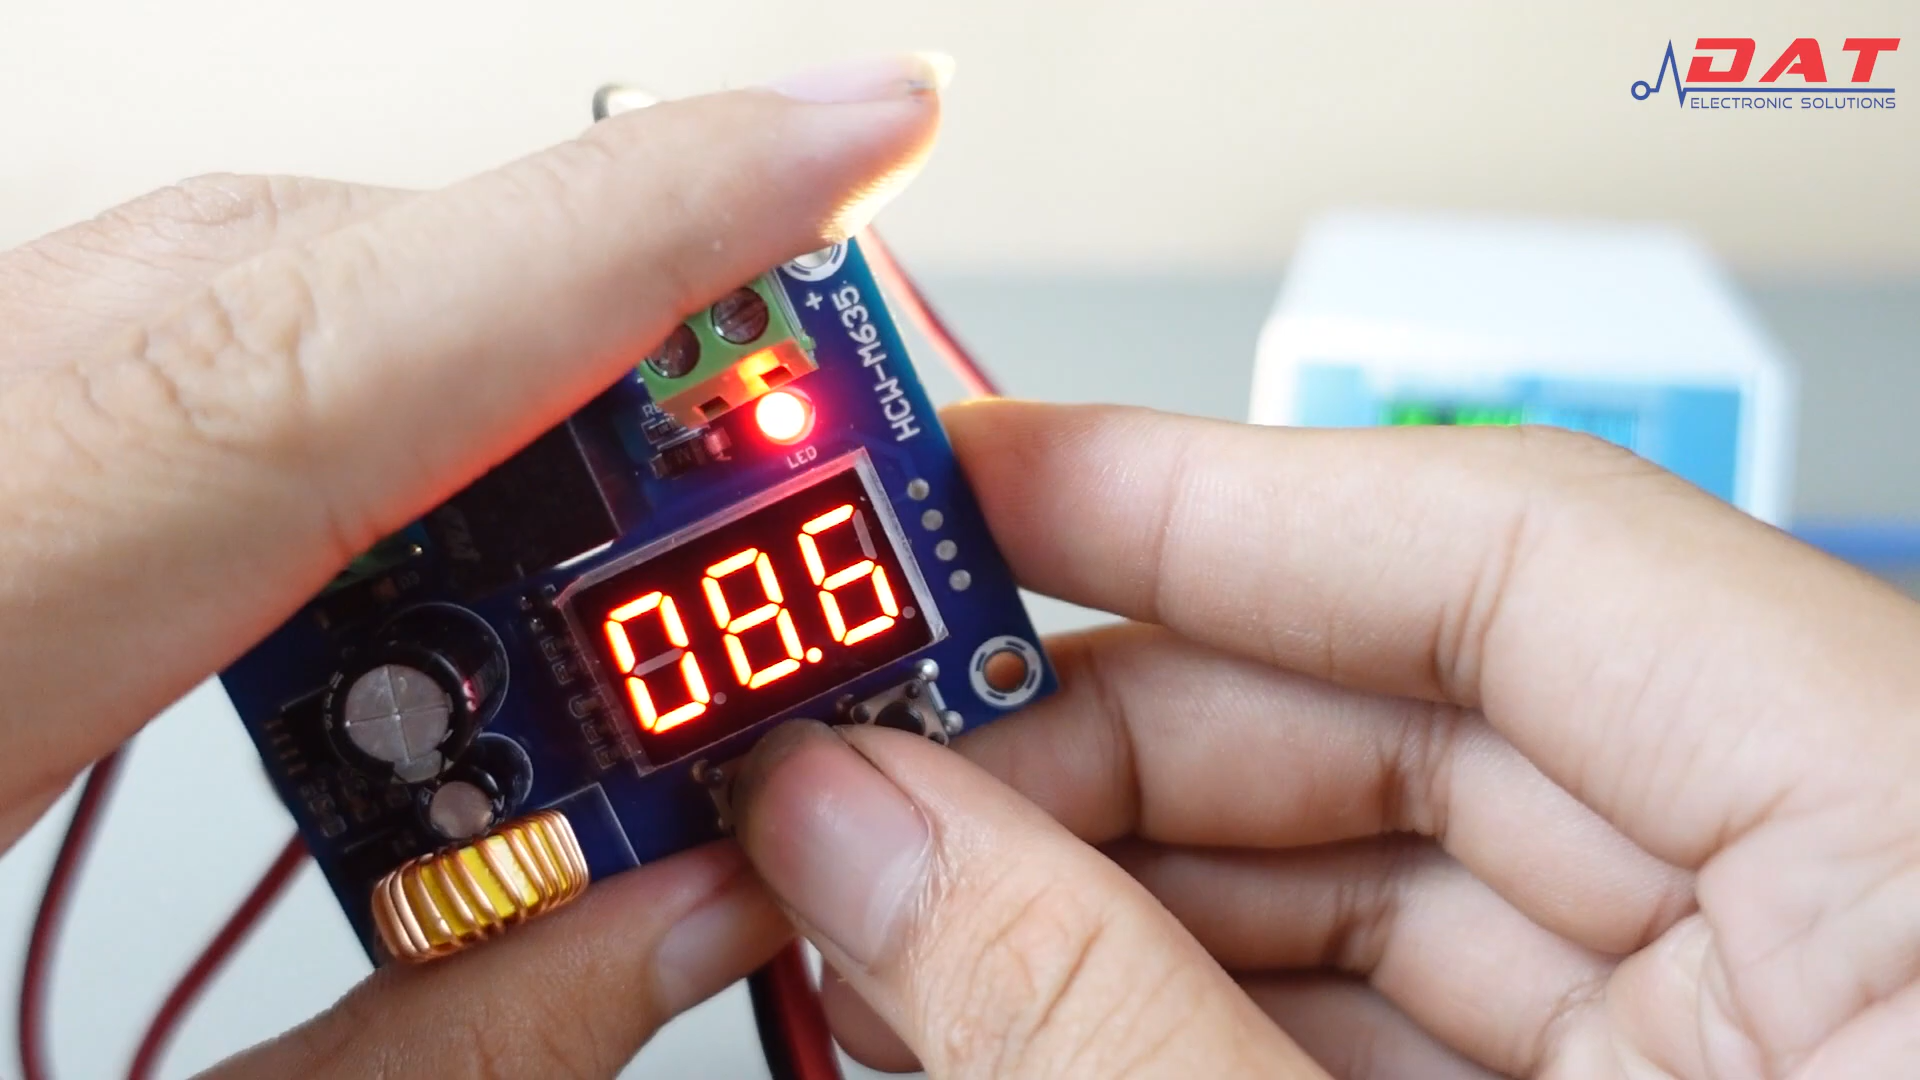 DAT
ELECTRONIC SOLUTIONS
+
HCW-M635
LED
08.6